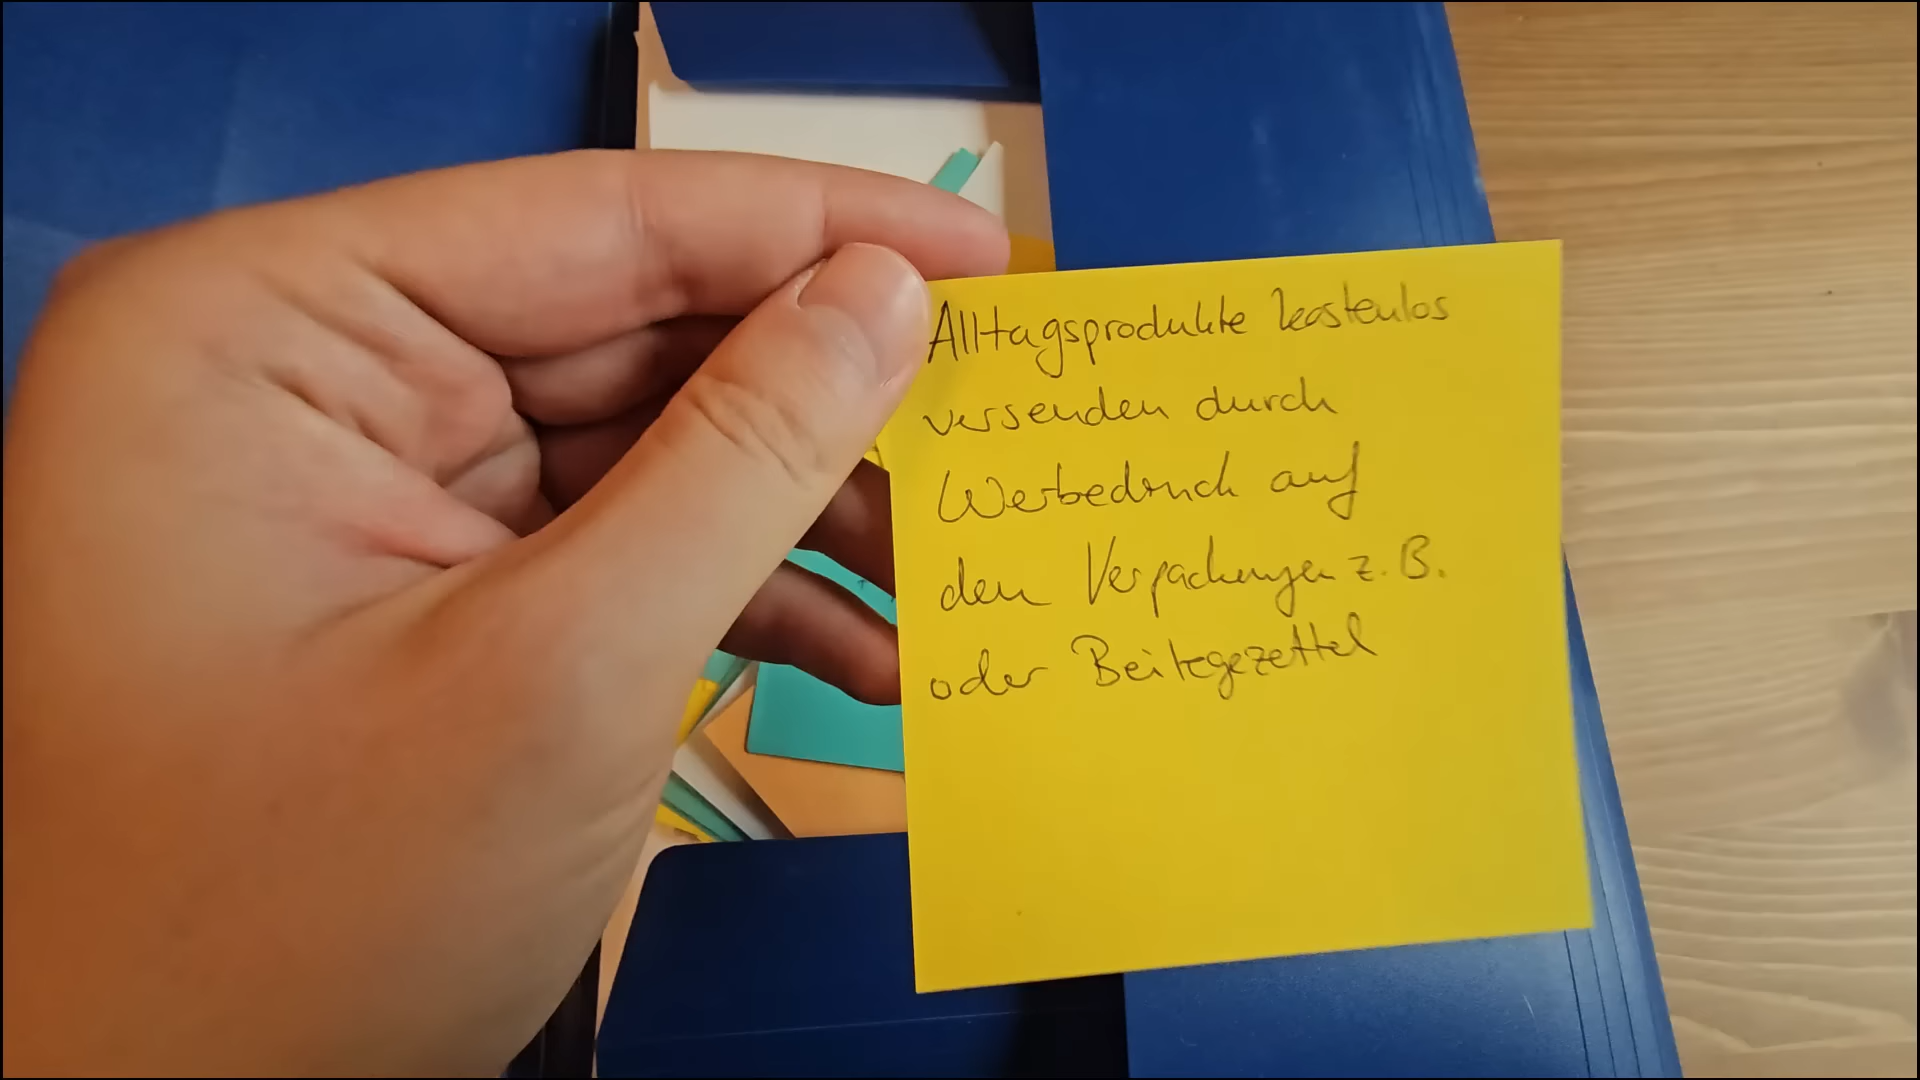 Alltagsprodukte kostenlos
versenden durch
Werbedruck auf
den Verpackungen z.B.
oder Beilegezettel